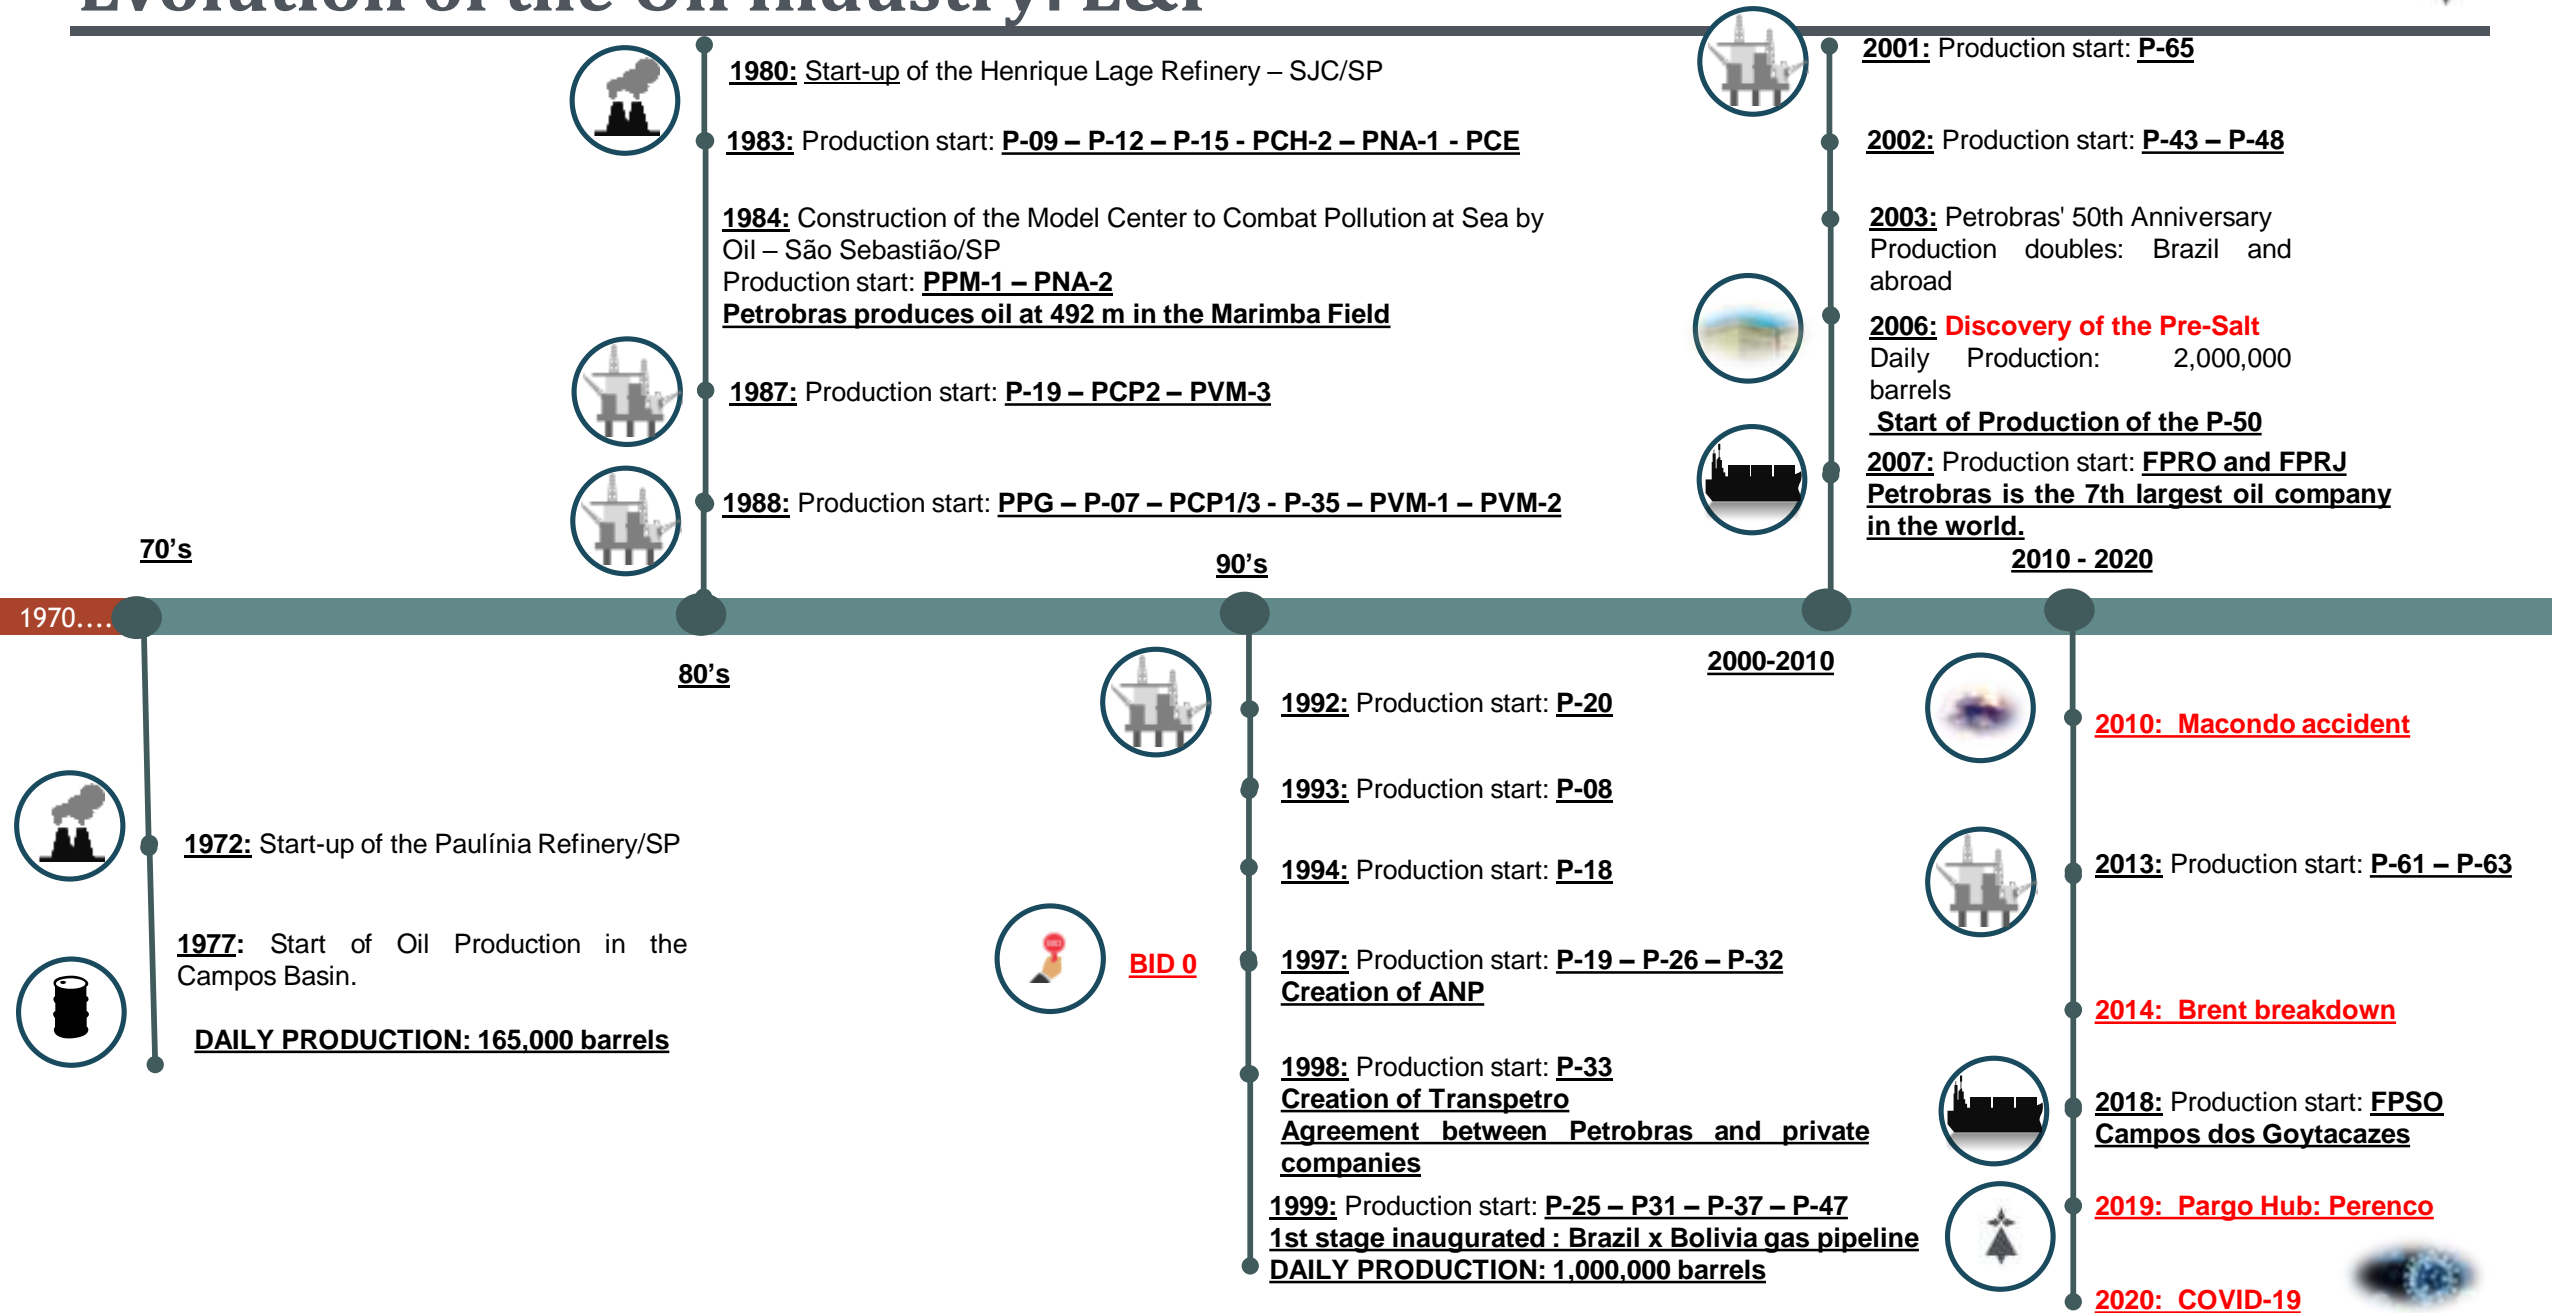 Evolution of the Oil Industry: E&P
1980: Start-up of the Henrique Lage Refinery – SJC/SP
1983: Production start: P-09 – P-12 – P-15 - PCH-2 – PNA-1 - PCE
1984: Construction of the Model Center to Combat Pollution at Sea by
Oil – São Sebastião/SP
Production start: PPM-1 – PNA-2
Petrobras produces oil at 492 m in the Marimba Field
1987: Production start: P-19 – PCP2 – PVM-3
1988: Production start: PPG – P-07 – PCP1/3 - P-35 – PVM-1 – PVM-2
2001: Production start: P-65
2002: Production start: P-43 – P-48
2003: Petrobras' 50th Anniversary
Production doubles: Brazil and
abroad
2006: Discovery of the Pre-Salt
Daily Production: 2,000,000
barrels
Start of Production of the P-50
2007: Production start: FPRO and FPRJ
Petrobras is the 7th largest oil company
in the world.
70’s
90’s
2010 - 2020
1970....
80’s
2000-2010
1972: Start-up of the Paulínia Refinery/SP
1977: Start of Oil Production in the
Campos Basin.
DAILY PRODUCTION: 165,000 barrels
1992: Production start: P-20
1993: Production start: P-08
1994: Production start: P-18
BID 0
1997: Production start: P-19 – P-26 – P-32
Creation of ANP
1998: Production start: P-33
Creation of Transpetro
Agreement between Petrobras and private
companies
1999: Production start: P-25 – P31 – P-37 – P-47
1st stage inaugurated : Brazil x Bolivia gas pipeline
DAILY PRODUCTION: 1,000,000 barrels
2010: Macondo accident
2013: Production start: P-61 – P-63
2014: Brent breakdown
2018: Production start: FPSO
Campos dos Goytacazes
2019: Pargo Hub: Perenco
2020: COVID-19